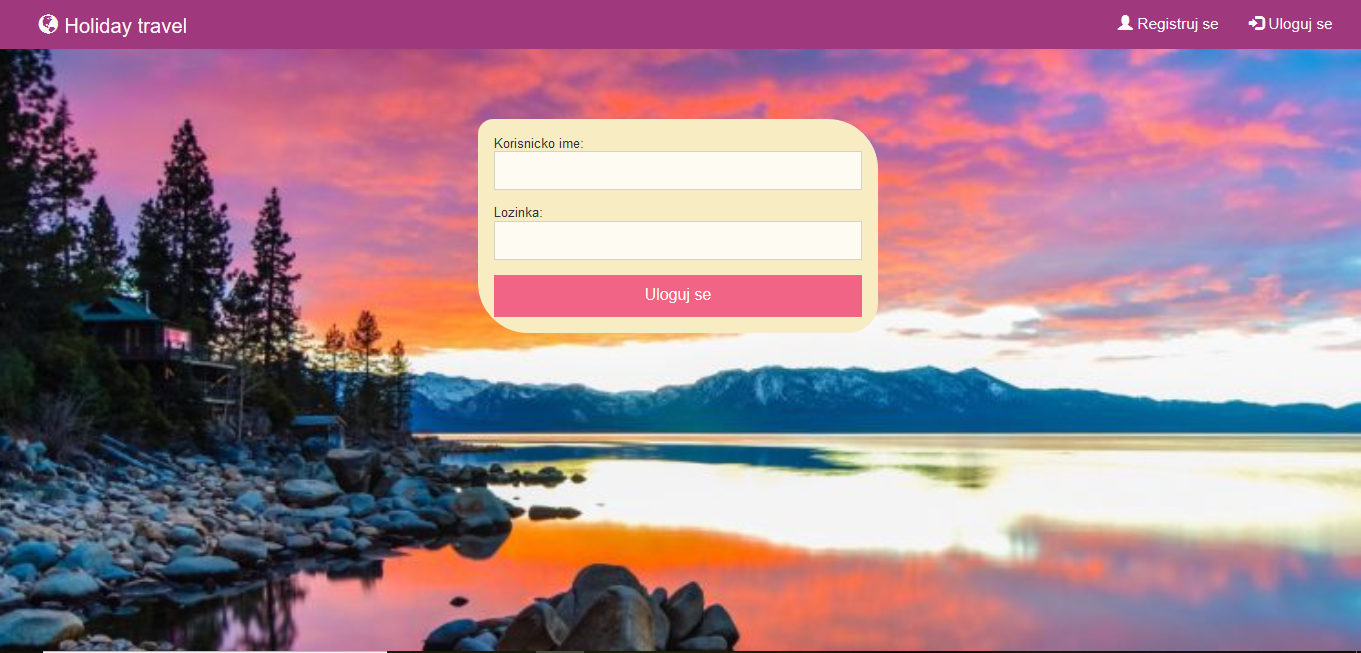 Holiday travel
Registruj se
Uloguj se
Korisnicko ime:
Lozinka:
Uloguj se